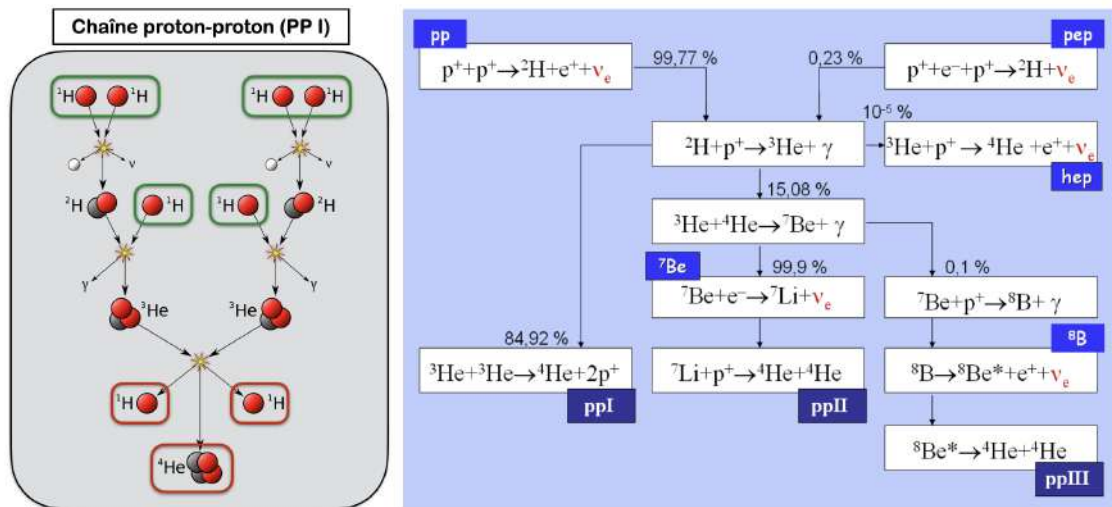 Chaîne proton-proton (PP I)
¹H ¹H ¹H ¹H
ν ν
²H ¹H ¹H ²H
γ γ
³He ³He
¹H ¹H
⁴He
pp
pep
p⁺+p⁺→²H+e⁺+νₑ
99,77 %
0,23 %
p⁺+e⁻+p⁺→²H+νₑ
10⁻⁵ %
²H+p⁺→³He+ γ
³He+p⁺ → ⁴He +e⁺+νₑ
hep
15,08 %
³He+⁴He→⁷Be+ γ
⁷Be
99,9 %
0,1 %
⁷Be+e⁻→⁷Li+νₑ
⁷Be+p⁺→⁸B+ γ
84,92 %
⁸B
³He+³He→⁴He+2p⁺
⁷Li+p⁺→⁴He+⁴He
⁸B→⁸Be*+e⁺+νₑ
ppI
ppII
⁸Be*→⁴He+⁴He
ppIII